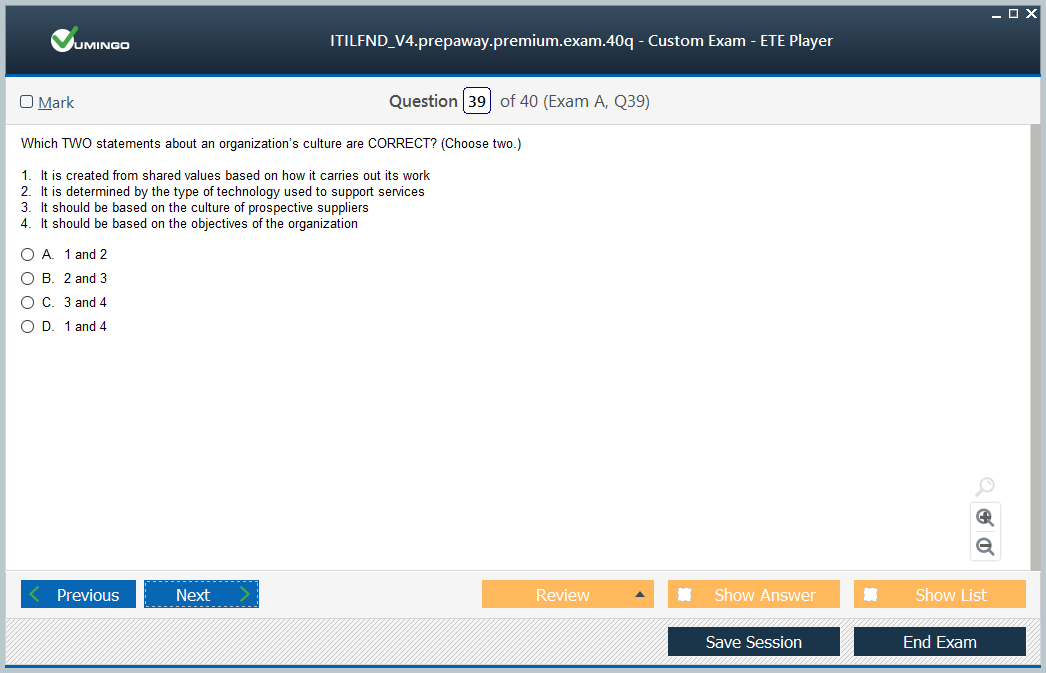 VUMINGO
ITILFND_V4.prepaway.premium.exam.40q - Custom Exam - ETE Player
Mark
Question 39 of 40 (Exam A, Q39)
Which TWO statements about an organization's culture are CORRECT? (Choose two.)
1. It is created from shared values based on how it carries out its work
2. It is determined by the type of technology used to support services
3. It should be based on the culture of prospective suppliers
4. It should be based on the objectives of the organization
A. 1 and 2
B. 2 and 3
C. 3 and 4
D. 1 and 4
Previous
Next
Review
Show Answer
Show List
Save Session
End Exam